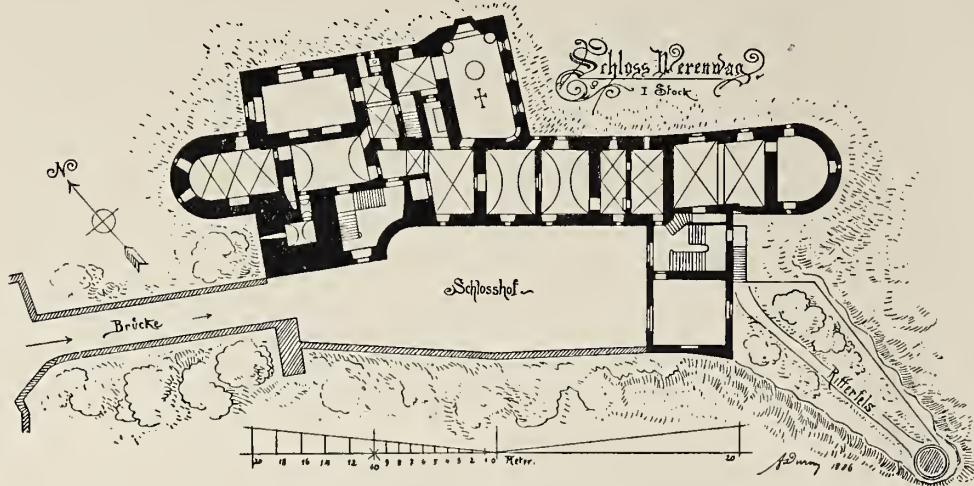 Schloss Werenwag
I Stock.
N
Schlosshof
Brücke
Ritterfels
20 18 16 14 12 10 9 8 7 6 5 4 3 2 1 0 Meter. 20
1886